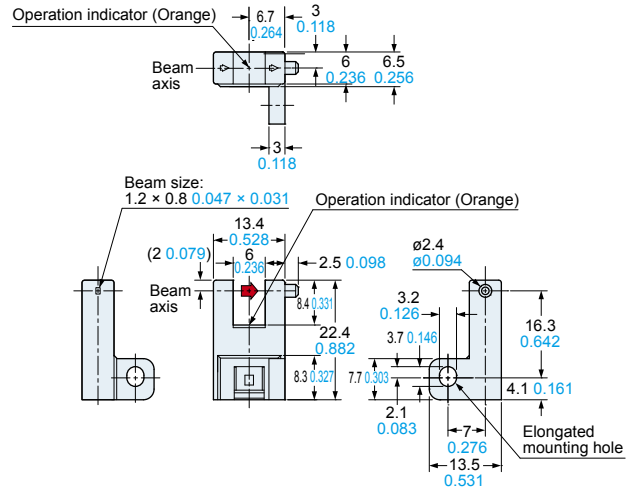 Operation indicator (Orange)
6.7
0.264
3
0.118
Beam
axis
6
0.236
6.5
0.256
3
0.118
Beam size:
1.2 × 0.8 0.047 × 0.031
Operation indicator (Orange)
13.4
0.528
(2 0.079)
6
0.236
2.5 0.098
Beam
axis
8.4 0.331
22.4
0.882
8.3 0.327
ø2.4
ø0.094
3.2
0.126
3.7 0.146
16.3
0.642
7.7 0.303
4.1 0.161
2.1
0.083
7
0.276
Elongated
mounting hole
13.5
0.531